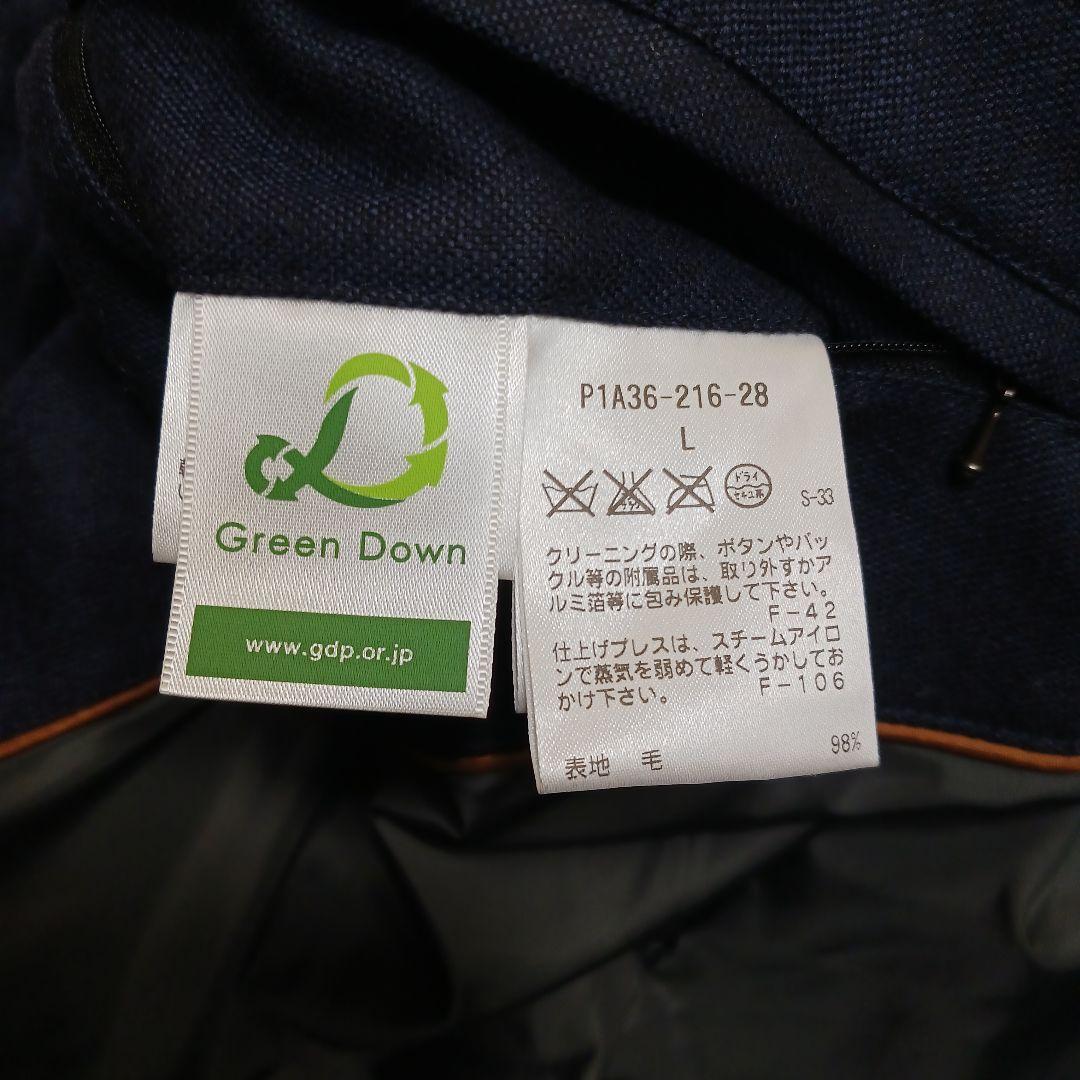 Green Down
www.gdp.or.jp
P1A36-216-28
L
ドライ
セキユ系
S-33
クリーニングの際、ボタンやバッ
クル等の附属品は、取り外すかア
ルミ箔等に包み保護して下さい。
F-42
仕上げプレスは、スチームアイロ
ンで蒸気を弱めて軽くうかしてお
かけ下さい。 F-106
表地 毛 98%